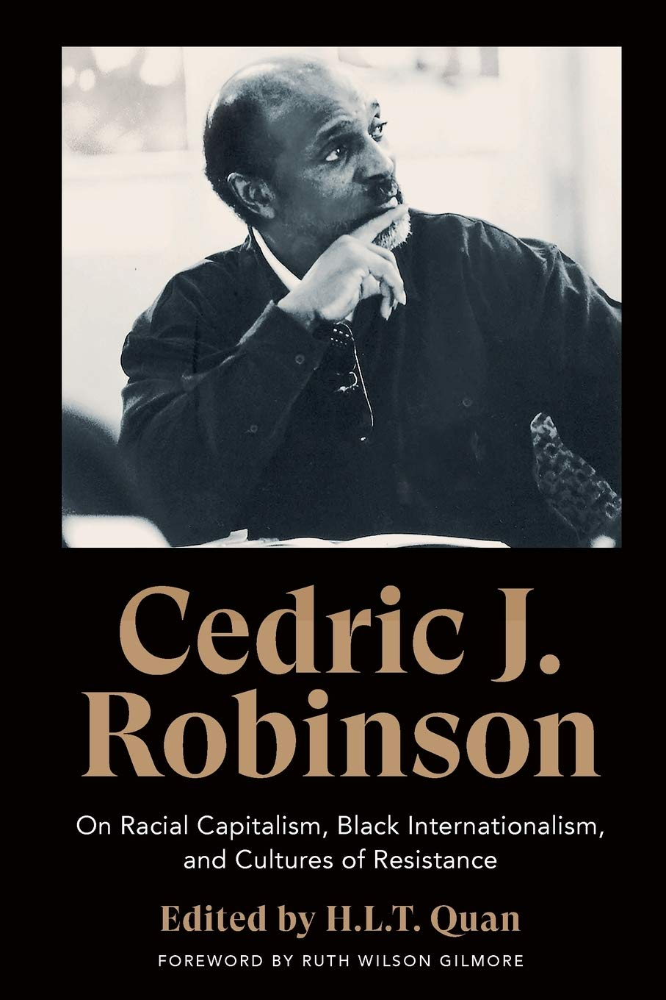 Cedric J.
Robinson
On Racial Capitalism, Black Internationalism,
and Cultures of Resistance
Edited by H.L.T. Quan
FOREWORD BY RUTH WILSON GILMORE